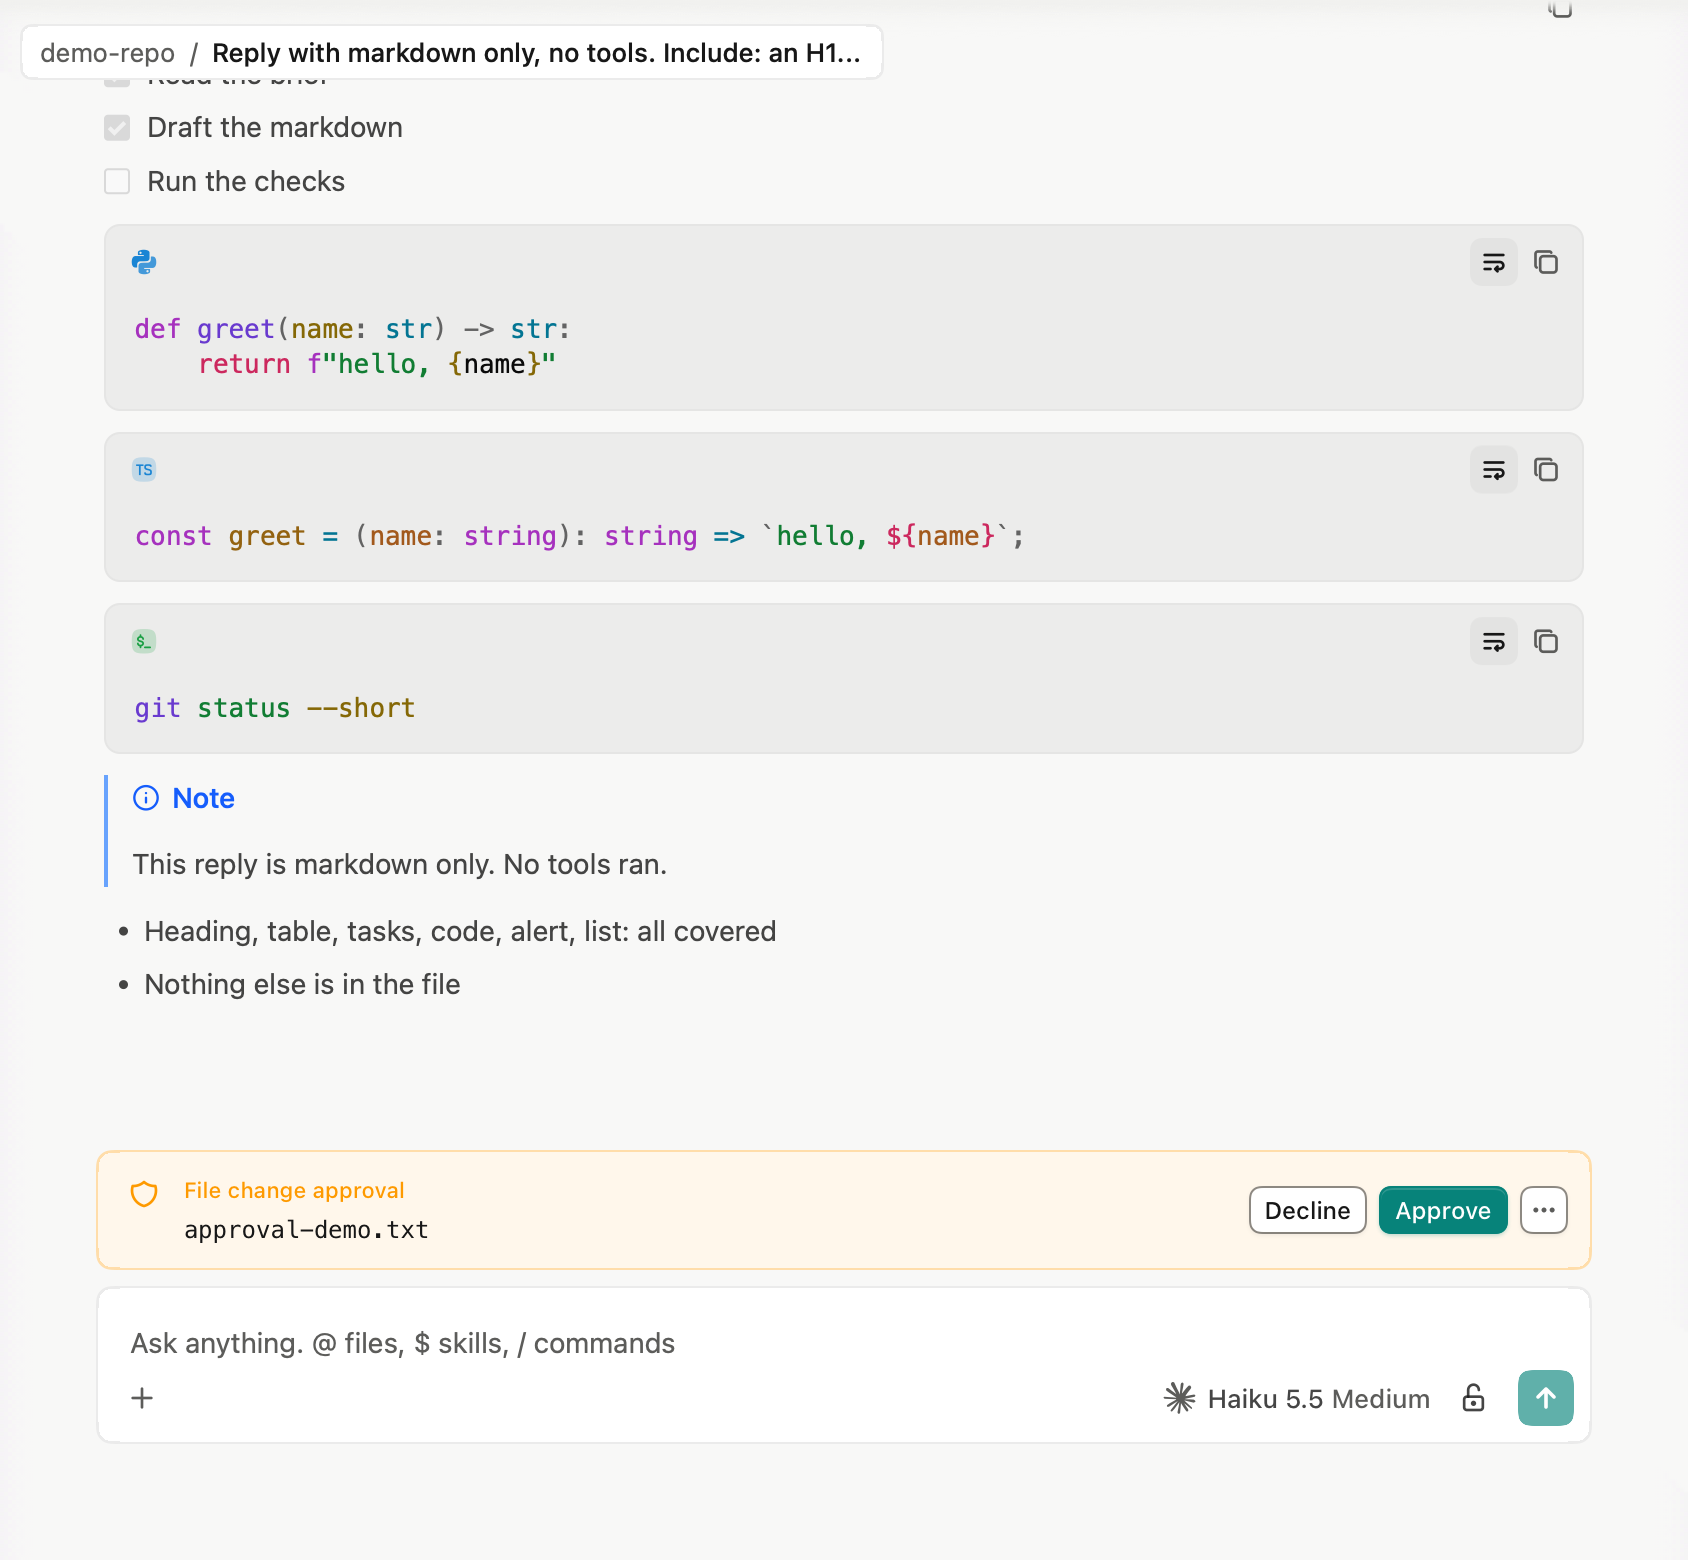 demo-repo / Reply with markdown only, no tools. Include: an H1...
Read the brief
Draft the markdown
Run the checks
def greet(name: str) -> str:
    return f"hello, {name}"
TS
const greet = (name: string): string => `hello, ${name}`;
$_
git status --short
Note
This reply is markdown only. No tools ran.
• Heading, table, tasks, code, alert, list: all covered
• Nothing else is in the file
File change approval
approval-demo.txt
Decline Approve
Ask anything. @ files, $ skills, / commands
Haiku 5.5 Medium